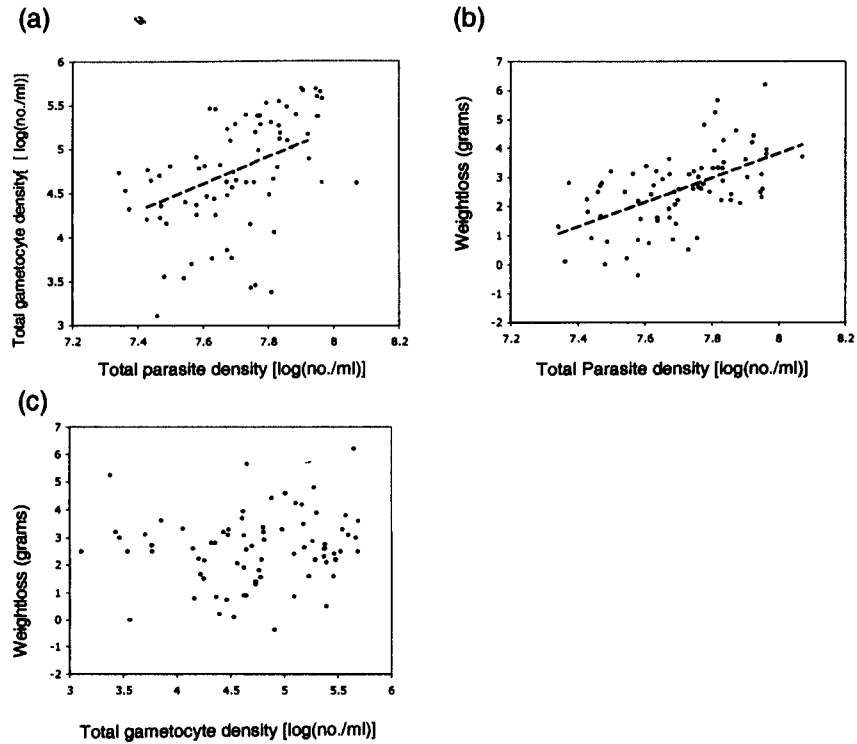 (a)
Total gametocyte density[ [ log(no./ml)]
6
5.5
5
4.5
4
3.5
3
7.2 7.4 7.6 7.8 8 8.2
Total parasite density [log(no./ml)]
(b)
Weightloss (grams)
7
6
5
4
3
2
1
0
-1
-2
7.2 7.4 7.6 7.8 8 8.2
Total Parasite density [log(no./ml)]
(c)
Weightloss (grams)
7
6
5
4
3
2
1
0
-1
-2
3 3.5 4 4.5 5 5.5 6
Total gametocyte density [log(no./ml)]